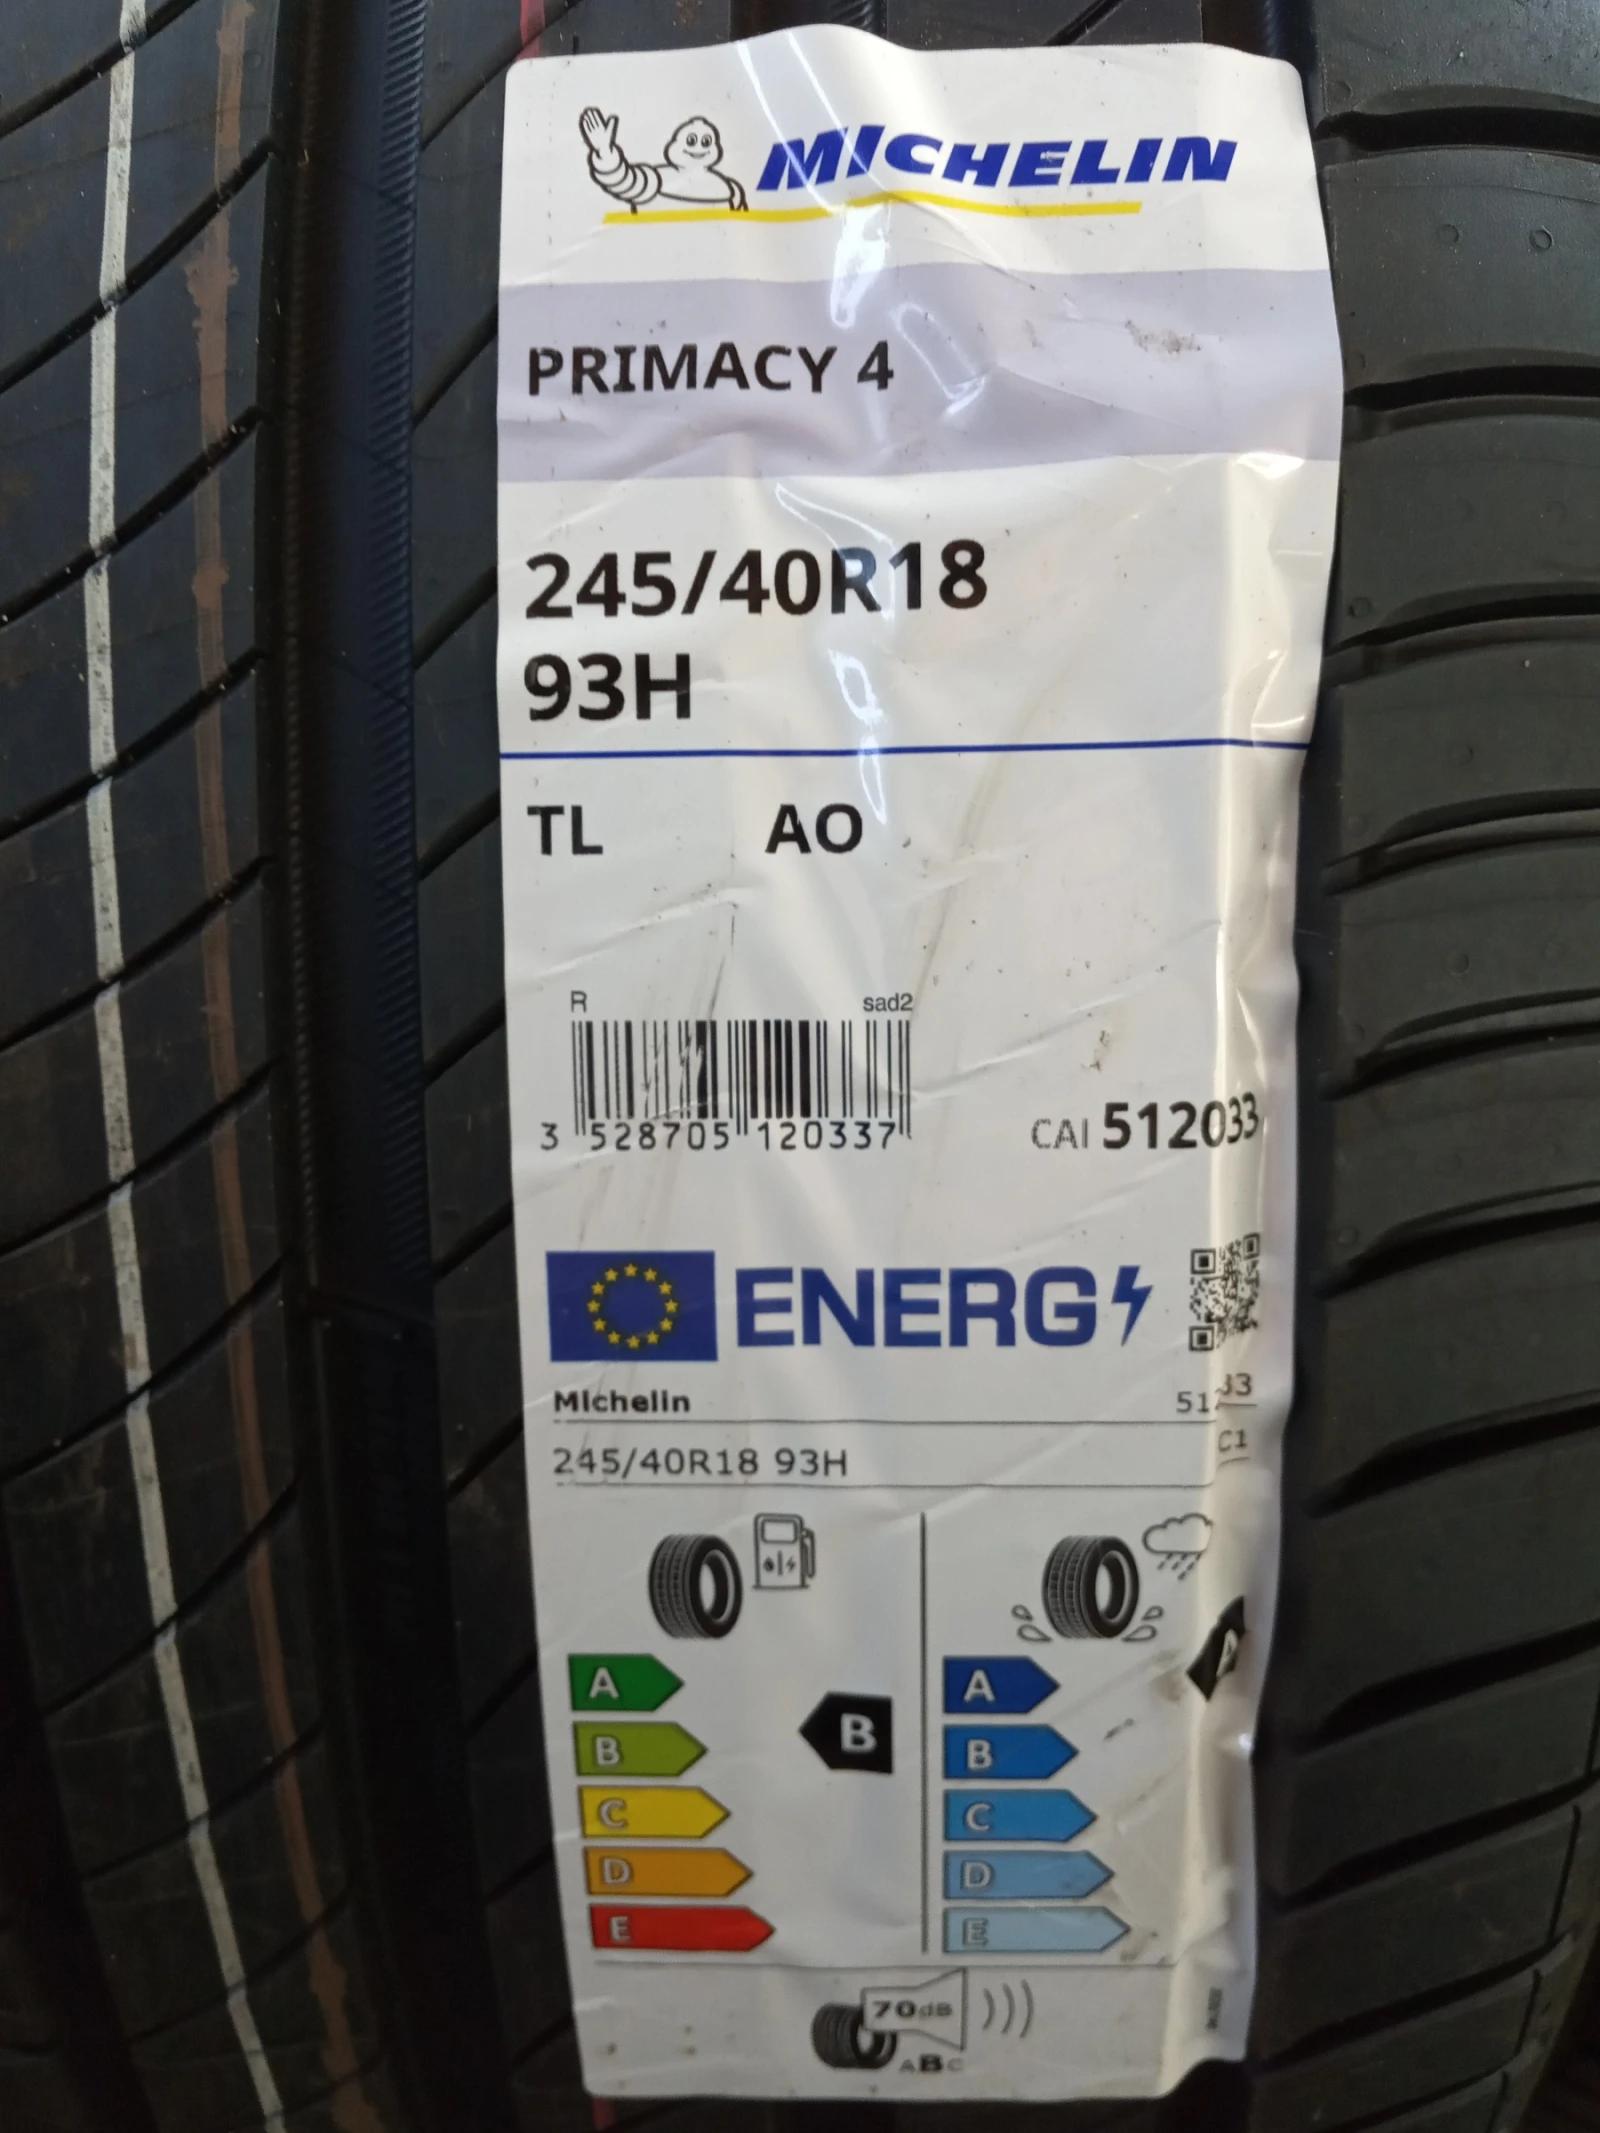 MICHELIN
PRIMACY 4
245/40R18
93H
TL AO
R sad2
3 528705 120337
CAI 512033
ENERG
Michelin
245/40R18 93H C1
A A
B B
C C
D D
E E
B A
70dB
ABC